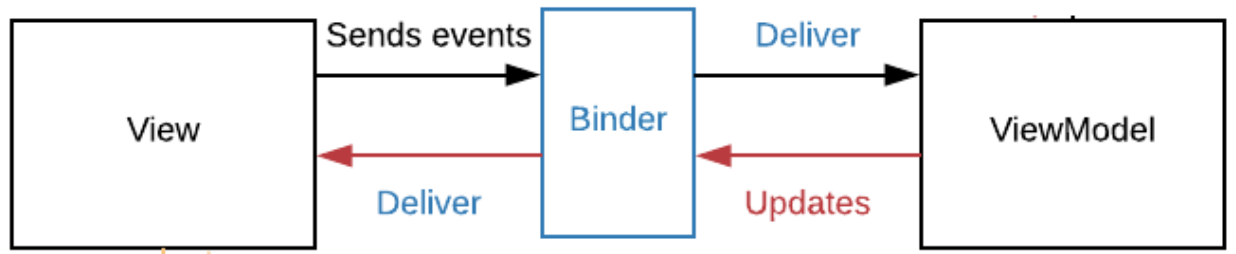 Sends events
Deliver
View
Binder
ViewModel
Deliver
Updates